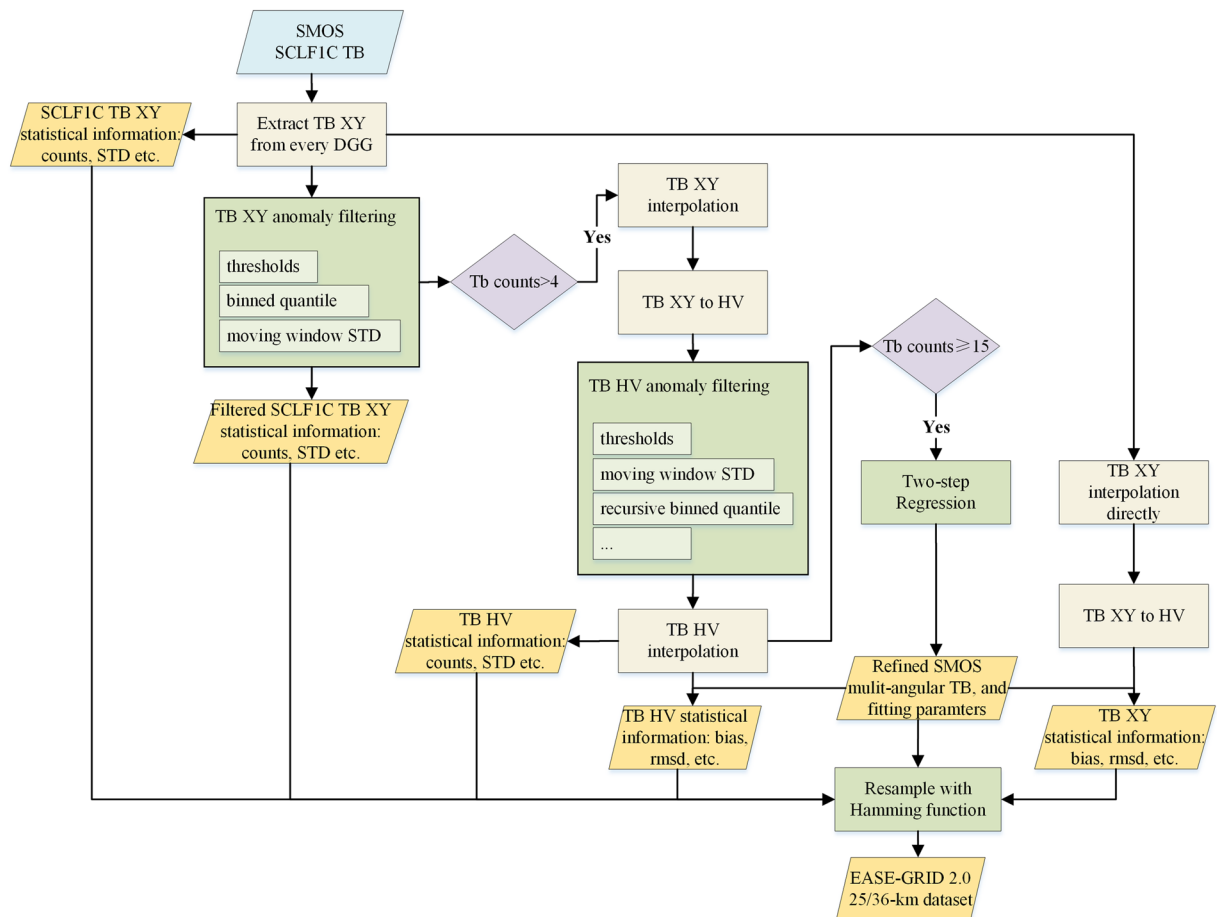 SMOS
SCLF1C TB
SCLF1C TB XY
statistical information:
counts, STD etc.
Extract TB XY
from every DGG
TB XY anomaly filtering
thresholds
binned quantile
moving window STD
Tb counts>4
Yes
TB XY
interpolation
TB XY to HV
Filtered SCLF1C TB XY
statistical information:
counts, STD etc.
TB HV anomaly filtering
thresholds
moving window STD
recursive binned quantile
...
Tb counts≥15
Yes
Two-step
Regression
TB XY
interpolation
directly
TB XY to HV
TB HV
statistical information:
counts, STD etc.
TB HV
interpolation
Refined SMOS
mulit-angular TB, and
fitting paramters
TB HV statistical
information: bias,
rmsd, etc.
TB XY
statistical information:
bias, rmsd, etc.
Resample with
Hamming function
EASE-GRID 2.0
25/36-km dataset